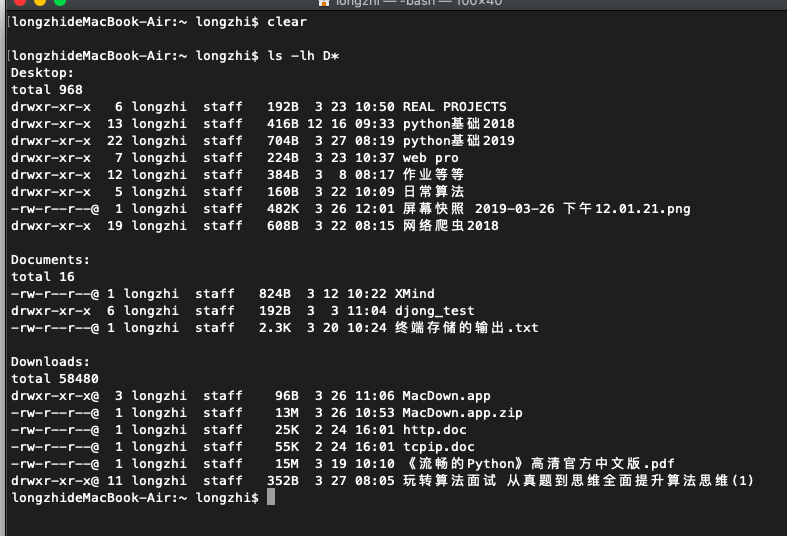 longzhi — -bash — 100×40
[longzhideMacBook-Air:~ longzhi$ clear
[longzhideMacBook-Air:~ longzhi$ ls -lh D*
Desktop:
total 968
drwxr-xr-x   6 longzhi  staff   192B  3 23 10:50 REAL PROJECTS
drwxr-xr-x  13 longzhi  staff   416B 12 16 09:33 python基础2018
drwxr-xr-x  22 longzhi  staff   704B  3 27 08:19 python基础2019
drwxr-xr-x   7 longzhi  staff   224B  3 23 10:37 web pro
drwxr-xr-x  12 longzhi  staff   384B  3  8 08:17 作业等等
drwxr-xr-x   5 longzhi  staff   160B  3 22 10:09 日常算法
-rw-r--r--@  1 longzhi  staff   482K  3 26 12:01 屏幕快照 2019-03-26 下午12.01.21.png
drwxr-xr-x  19 longzhi  staff   608B  3 22 08:15 网络爬虫2018
Documents:
total 16
-rw-r--r--@ 1 longzhi  staff   824B  3 12 10:22 XMind
drwxr-xr-x  6 longzhi  staff   192B  3  3 11:04 djong_test
-rw-r--r--@ 1 longzhi  staff   2.3K  3 20 10:24 终端存储的输出.txt
Downloads:
total 58480
drwxr-xr-x@  3 longzhi  staff    96B  3 26 11:06 MacDown.app
-rw-r--r--@  1 longzhi  staff    13M  3 26 10:53 MacDown.app.zip
-rw-r--r--@  1 longzhi  staff    25K  2 24 16:01 http.doc
-rw-r--r--@  1 longzhi  staff    55K  2 24 16:01 tcpip.doc
-rw-r--r--@  1 longzhi  staff    15M  3 19 10:10 《流畅的Python》高清官方中文版.pdf
drwxr-xr-x@ 11 longzhi  staff   352B  3 27 08:05 玩转算法面试 从真题到思维全面提升算法思维(1)
longzhideMacBook-Air:~ longzhi$